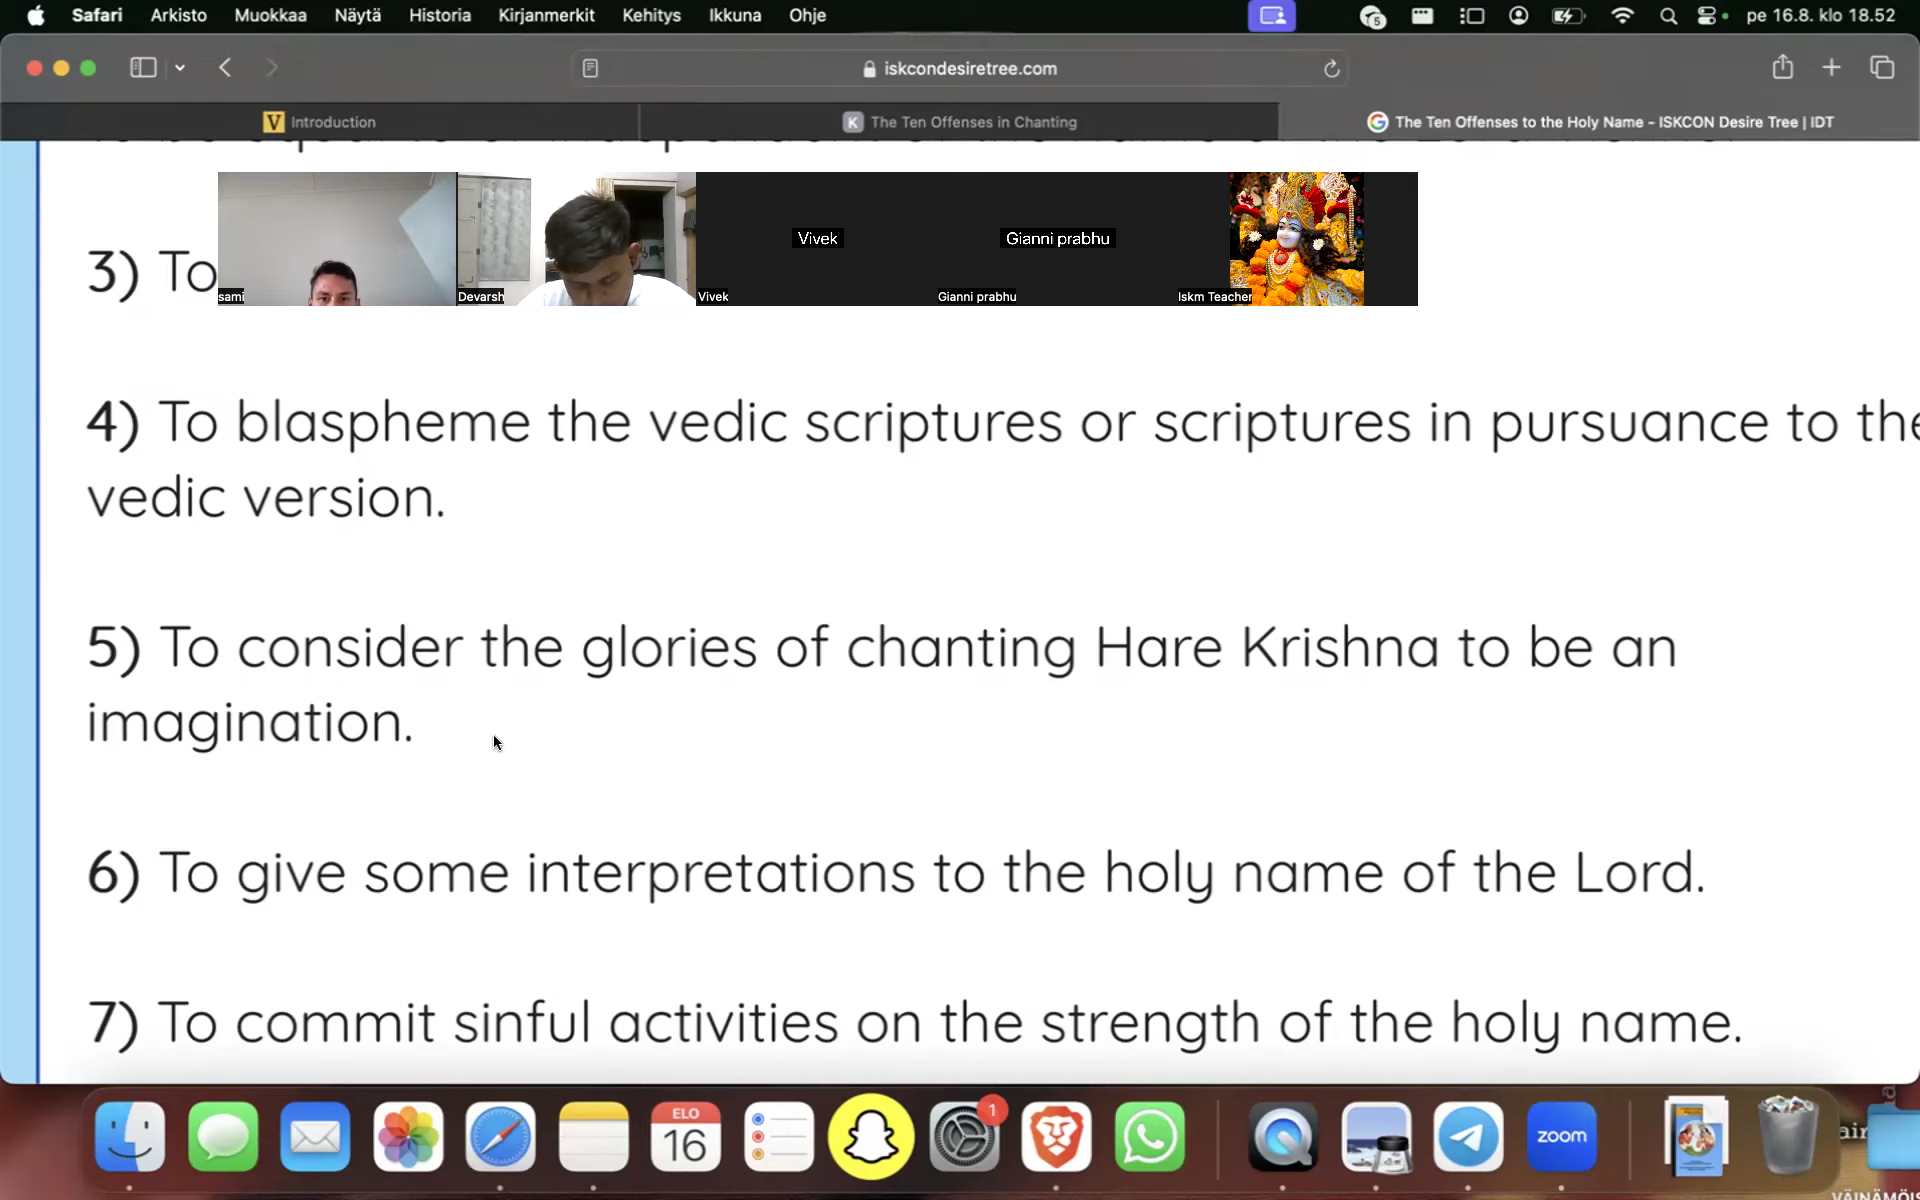 Safari Arkisto Muokkaa Näytä Historia Kirjanmerkit Kehitys Ikkuna Ohje 5 pe 16.8. klo 18.52
iskcondesiretree.com
V Introduction K The Ten Offenses in Chanting G The Ten Offenses to the Holy Name - ISKCON Desire Tree | IDT
Vivek Gianni prabhu
3) To
sami Devarsh Vivek Gianni prabhu Iskm Teacher
4) To blaspheme the vedic scriptures or scriptures in pursuance to the
vedic version.
5) To consider the glories of chanting Hare Krishna to be an
imagination.
6) To give some interpretations to the holy name of the Lord.
7) To commit sinful activities on the strength of the holy name.
ELO 1
16 zoom